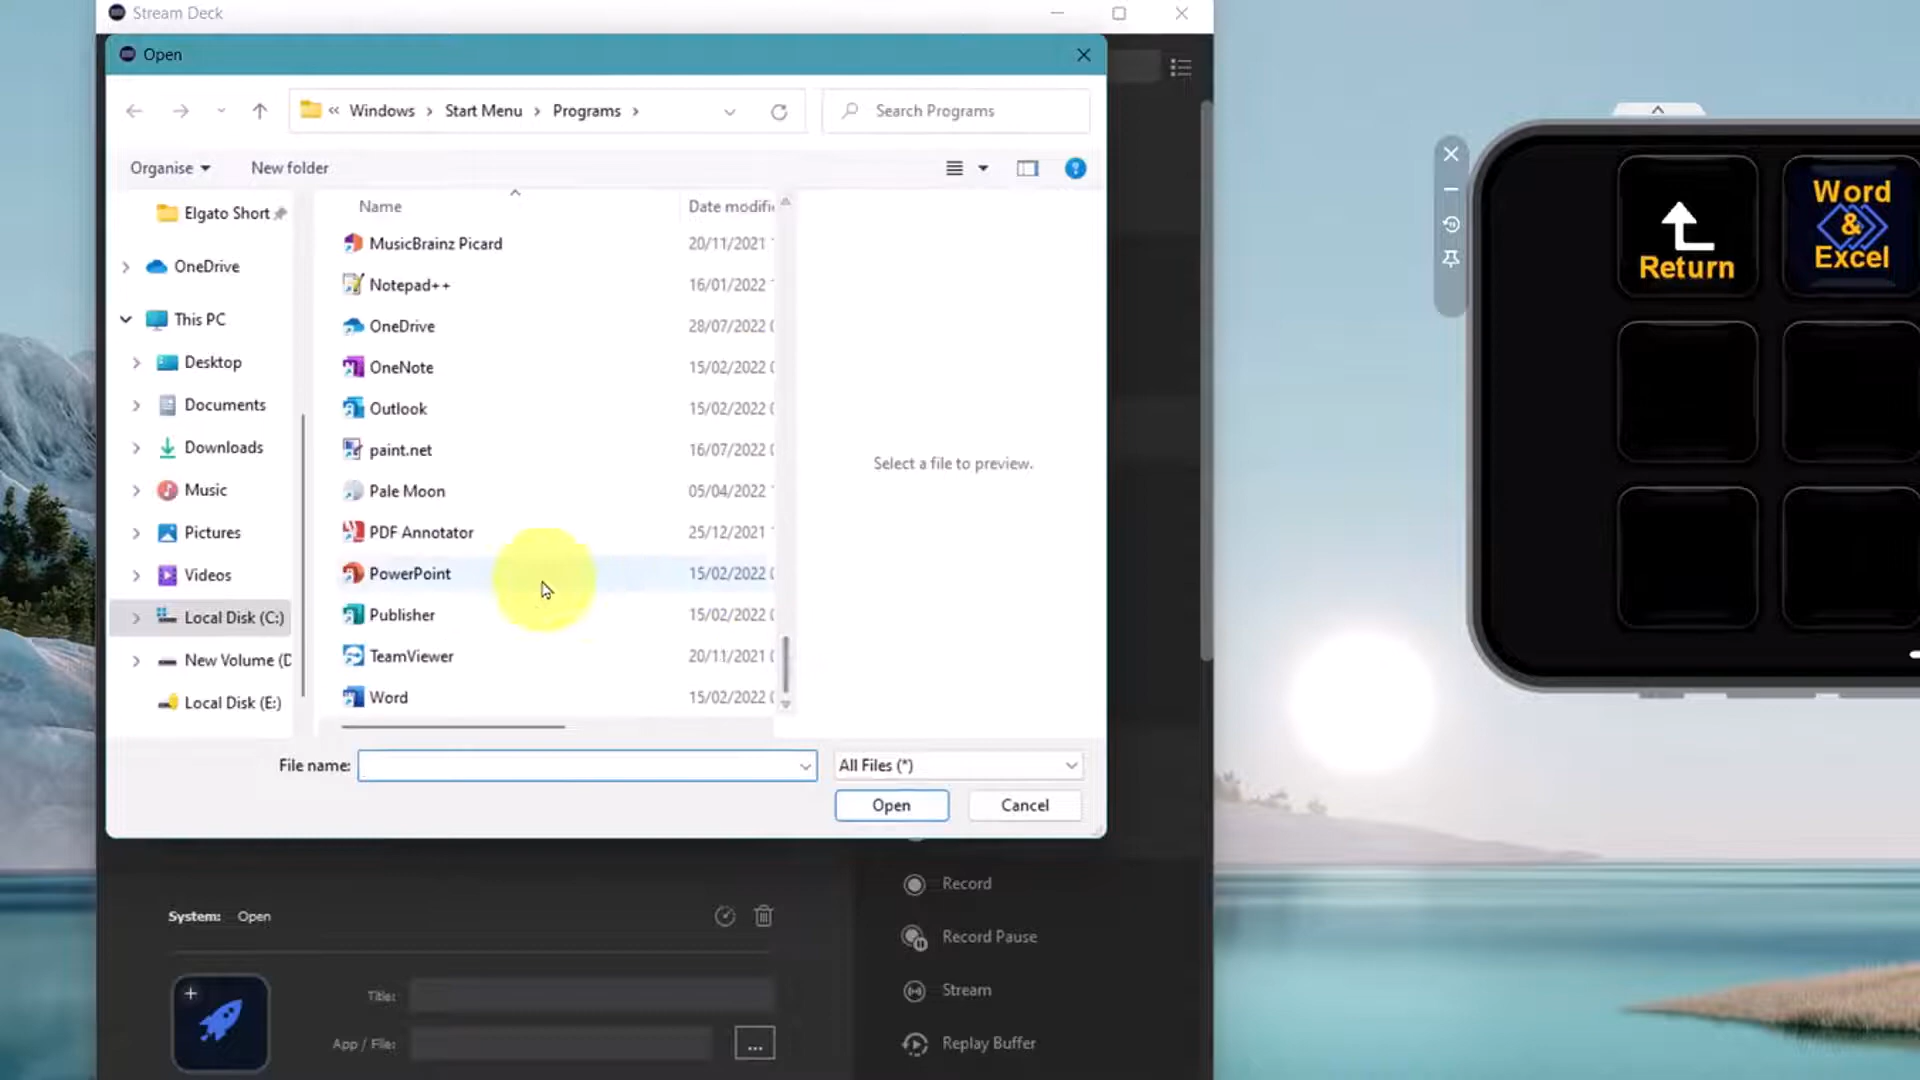 Stream Deck
Open
« Windows › Start Menu › Programs ›
Search Programs
Organise
New folder
Name
Date modifi
Elgato Short
OneDrive
This PC
Desktop
Documents
Downloads
Music
Pictures
Videos
Local Disk (C:)
New Volume (D
Local Disk (E:)
MusicBrainz Picard 20/11/2021
Notepad++ 16/01/2022
OneDrive 28/07/2022
OneNote 15/02/2022
Outlook 15/02/2022
paint.net 16/07/2022
Pale Moon 05/04/2022
PDF Annotator 25/12/2021
PowerPoint 15/02/2022
Publisher 15/02/2022
TeamViewer 20/11/2021
Word 15/02/2022
Select a file to preview.
File name:
All Files (*)
Open
Cancel
System: Open
Title:
App / File:
...
Record
Record Pause
Stream
Replay Buffer
Return
Word
&
Excel